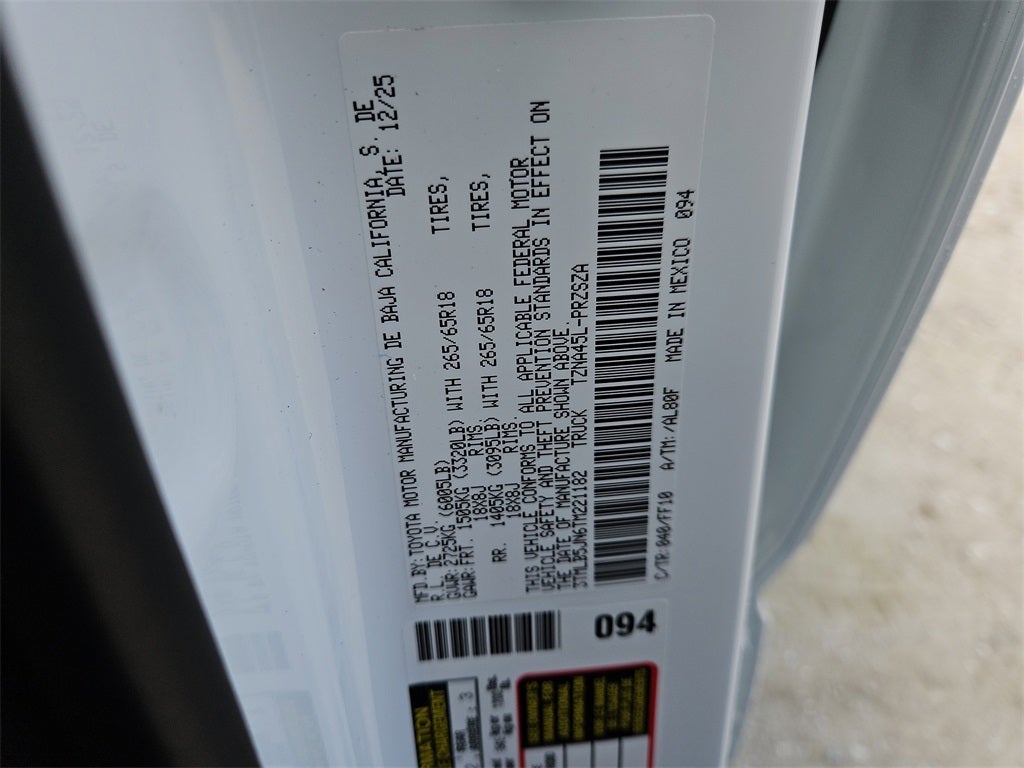 MFD.BY: TOYOTA MOTOR MANUFACTURING DE BAJA CALIFORNIA, S. DE
R.L. DE C.V. DATE: 12/25
GVWR: 2725KG (6005LB)
GAWR: FRT. 1505KG (3320LB) WITH 265/65R18 TIRES,
18X8J RIMS.
RR. 1405KG (3095LB) WITH 265/65R18 TIRES,
18X8J RIMS.
THIS VEHICLE CONFORMS TO ALL APPLICABLE FEDERAL MOTOR
VEHICLE SAFETY AND THEFT PREVENTION STANDARDS IN EFFECT ON
THE DATE OF MANUFACTURE SHOWN ABOVE.
3TMLB5JN6TM221182 TRUCK TZNA45L-PRZSZA
C/TR: 040/FF10 A/TM: /AL80F MADE IN MEXICO 094
094